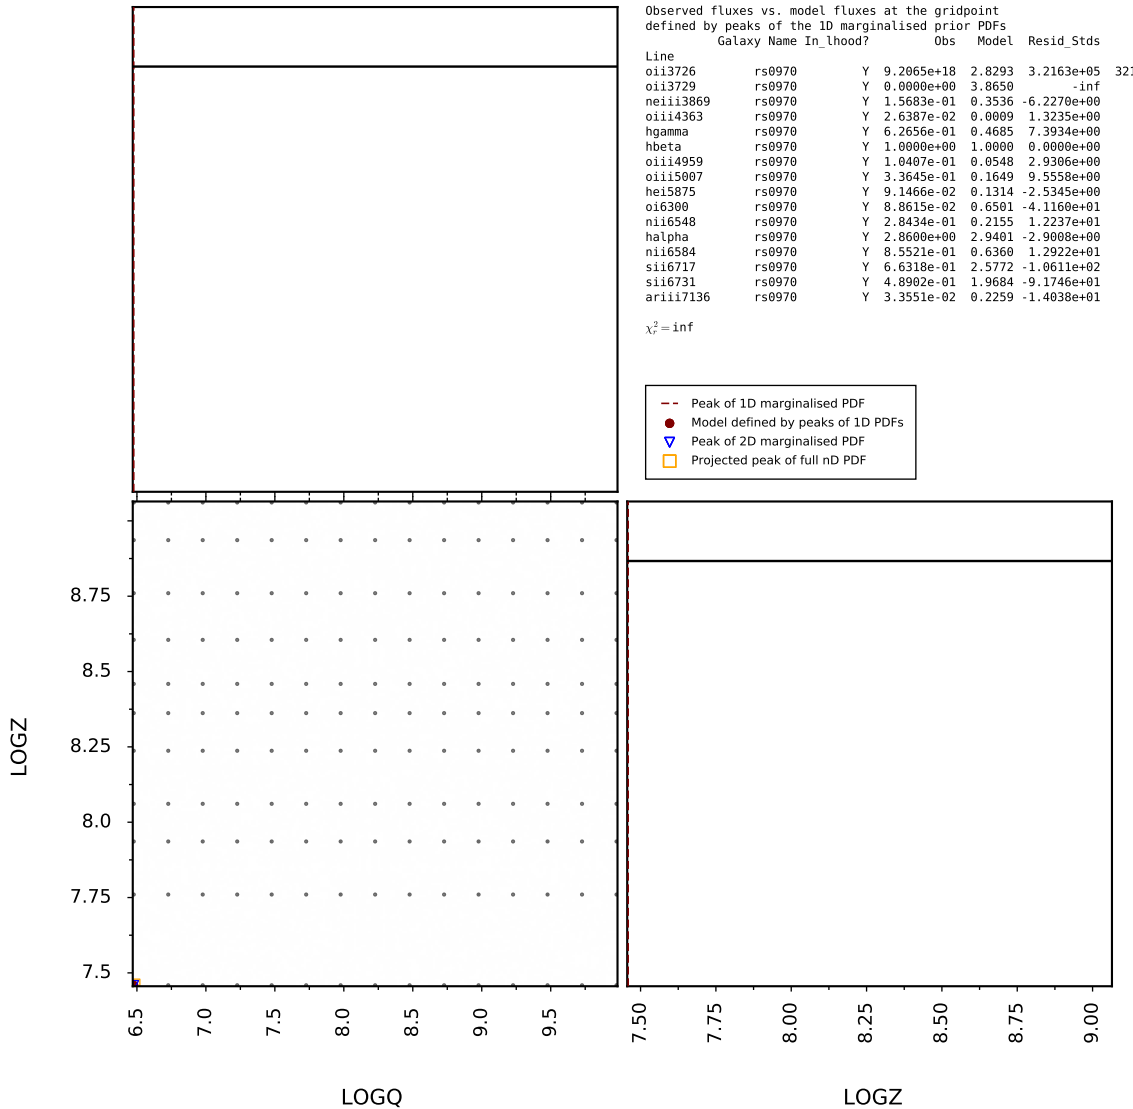 Observed fluxes vs. model fluxes at the gridpoint
defined by peaks of the 1D marginalised prior PDFs
Galaxy Name In_lhood? Obs Model Resid_Stds
Line
oii3726 rs0970 Y 9.2065e+18 2.8293 3.2163e+05 321
oii3729 rs0970 Y 0.0000e+00 3.8650 -inf
neiii3869 rs0970 Y 1.5683e-01 0.3536 -6.2270e+00
oiii4363 rs0970 Y 2.6387e-02 0.0009 1.3235e+00
hgamma rs0970 Y 6.2656e-01 0.4685 7.3934e+00
hbeta rs0970 Y 1.0000e+00 1.0000 0.0000e+00
oiii4959 rs0970 Y 1.0407e-01 0.0548 2.9306e+00
oiii5007 rs0970 Y 3.3645e-01 0.1649 9.5558e+00
hei5875 rs0970 Y 9.1466e-02 0.1314 -2.5345e+00
oi6300 rs0970 Y 8.8615e-02 0.6501 -4.1160e+01
nii6548 rs0970 Y 2.8434e-01 0.2155 1.2237e+01
halpha rs0970 Y 2.8600e+00 2.9401 -2.9008e+00
nii6584 rs0970 Y 8.5521e-01 0.6360 1.2922e+01
sii6717 rs0970 Y 6.6318e-01 2.5772 -1.0611e+02
sii6731 rs0970 Y 4.8902e-01 1.9684 -9.1746e+01
ariii7136 rs0970 Y 3.3551e-02 0.2259 -1.4038e+01
χ²ᵣ = inf
Peak of 1D marginalised PDF
Model defined by peaks of 1D PDFs
Peak of 2D marginalised PDF
Projected peak of full nD PDF
8.75
8.5
8.25
8.0
7.75
7.5
LOGZ
6.5 7.0 7.5 8.0 8.5 9.0 9.5
LOGQ
7.50 7.75 8.00 8.25 8.50 8.75 9.00
LOGZ